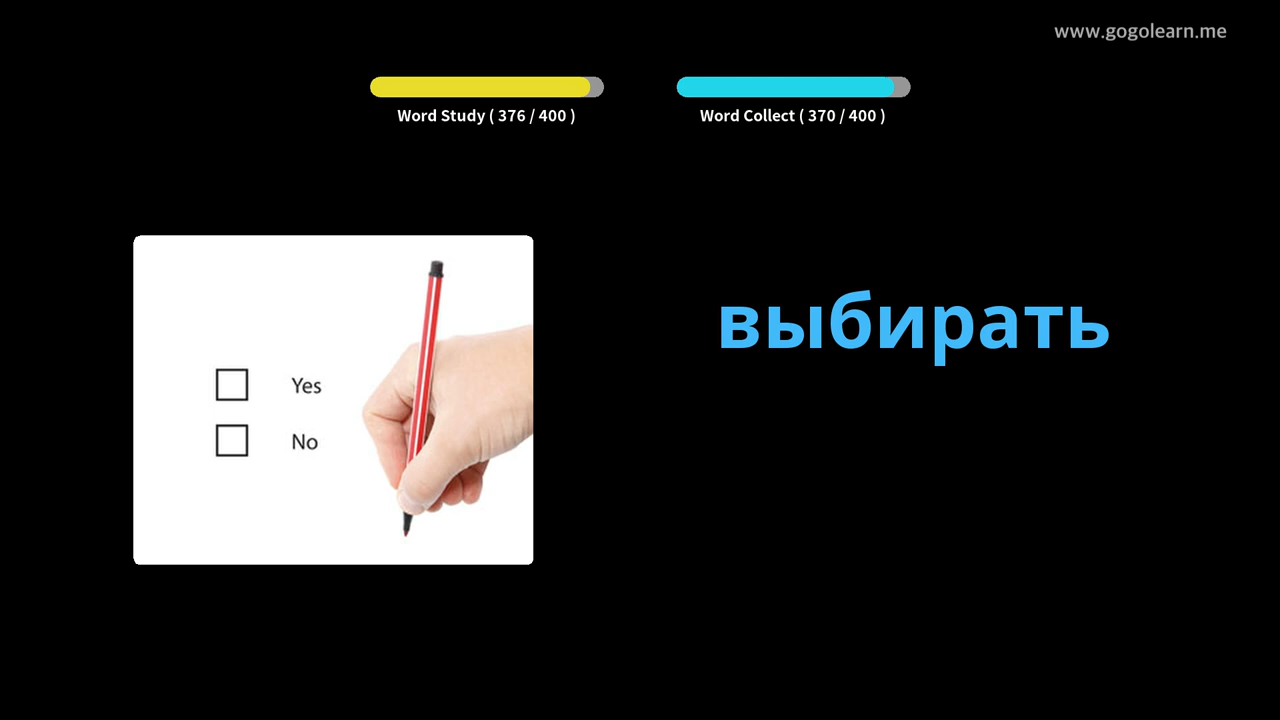 www.gogolearn.me
Word Study ( 376 / 400 )
Word Collect ( 370 / 400 )
выбирать
Yes
No